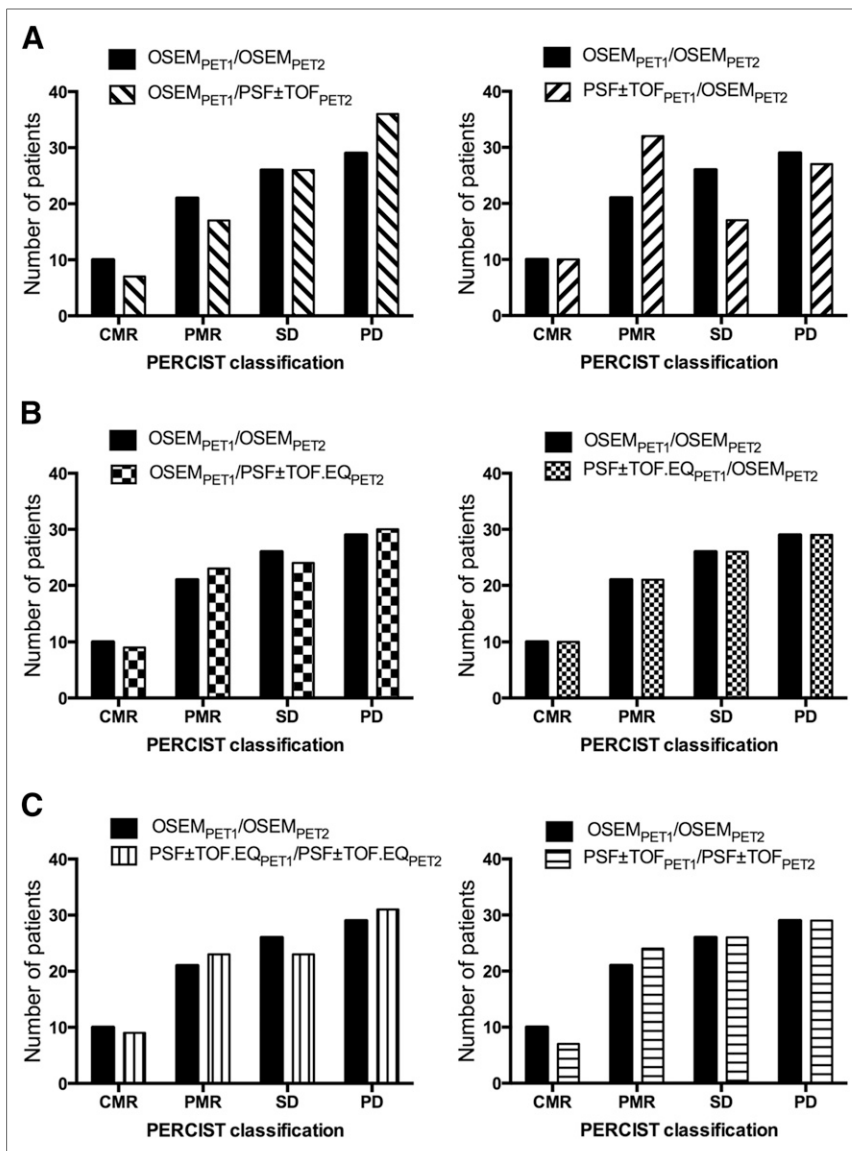 A
OSEMPET1/OSEMPET2
OSEMPET1/PSF±TOFPET2
Number of patients
40
30
20
10
0
CMR PMR SD PD
PERCIST classification
OSEMPET1/OSEMPET2
PSF±TOFPET1/OSEMPET2
Number of patients
40
30
20
10
0
CMR PMR SD PD
PERCIST classification
B
OSEMPET1/OSEMPET2
OSEMPET1/PSF±TOF.EQPET2
Number of patients
40
30
20
10
0
CMR PMR SD PD
PERCIST classification
OSEMPET1/OSEMPET2
PSF±TOF.EQPET1/OSEMPET2
Number of patients
40
30
20
10
0
CMR PMR SD PD
PERCIST classification
C
OSEMPET1/OSEMPET2
PSF±TOF.EQPET1/PSF±TOF.EQPET2
Number of patients
40
30
20
10
0
CMR PMR SD PD
PERCIST classification
OSEMPET1/OSEMPET2
PSF±TOFPET1/PSF±TOFPET2
Number of patients
40
30
20
10
0
CMR PMR SD PD
PERCIST classification